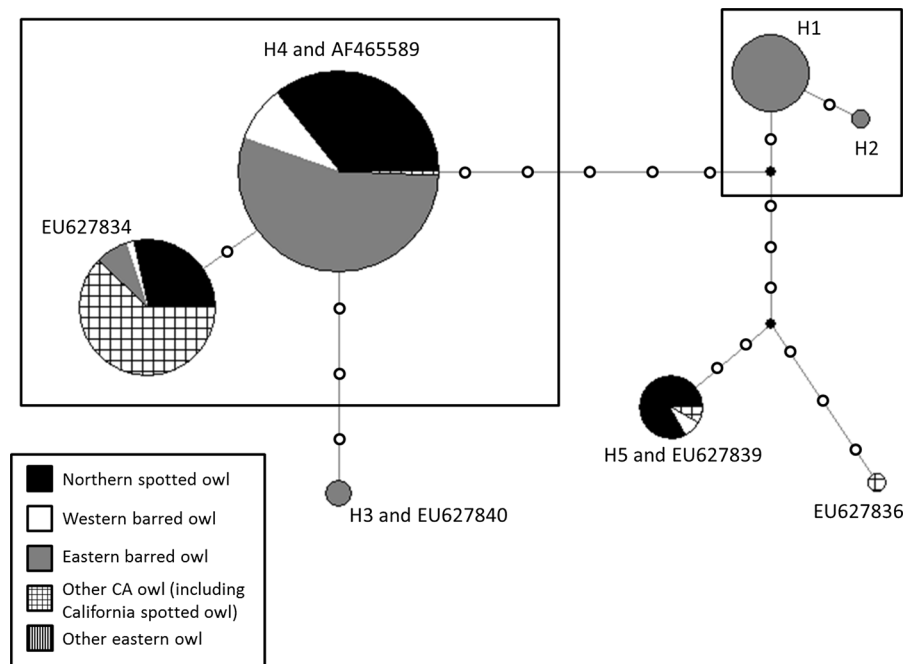 H4 and AF465589
H1
H2
EU627834
H5 and EU627839
EU627836
H3 and EU627840
Northern spotted owl
Western barred owl
Eastern barred owl
Other CA owl (including
California spotted owl)
Other eastern owl